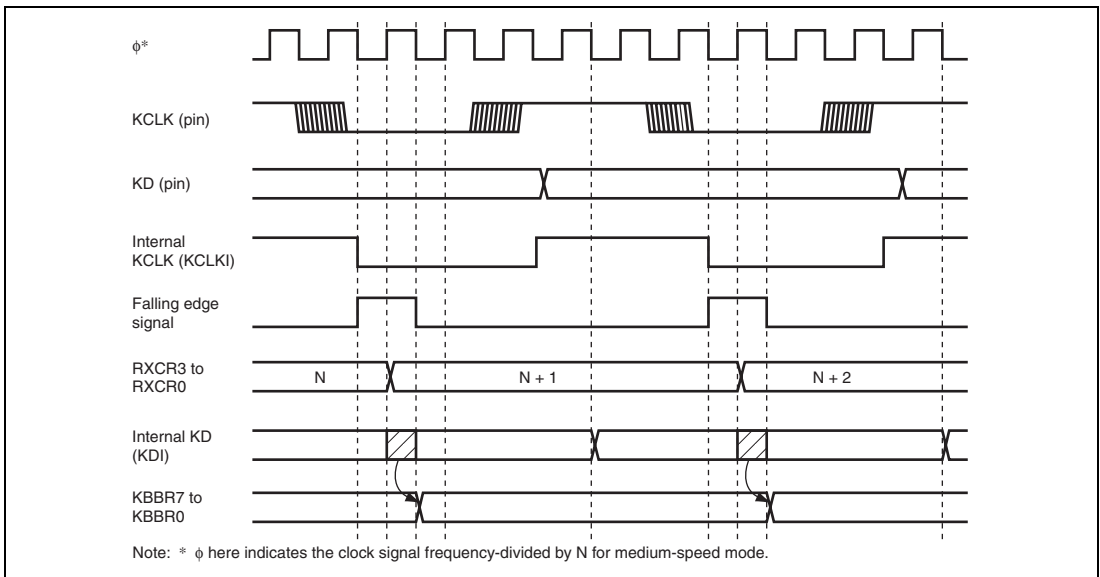 ϕ*
KCLK (pin)
KD (pin)
Internal
KCLK (KCLKI)
Falling edge
signal
RXCR3 to
RXCR0
N
N + 1
N + 2
Internal KD
(KDI)
KBBR7 to
KBBR0
Note: * ϕ here indicates the clock signal frequency-divided by N for medium-speed mode.